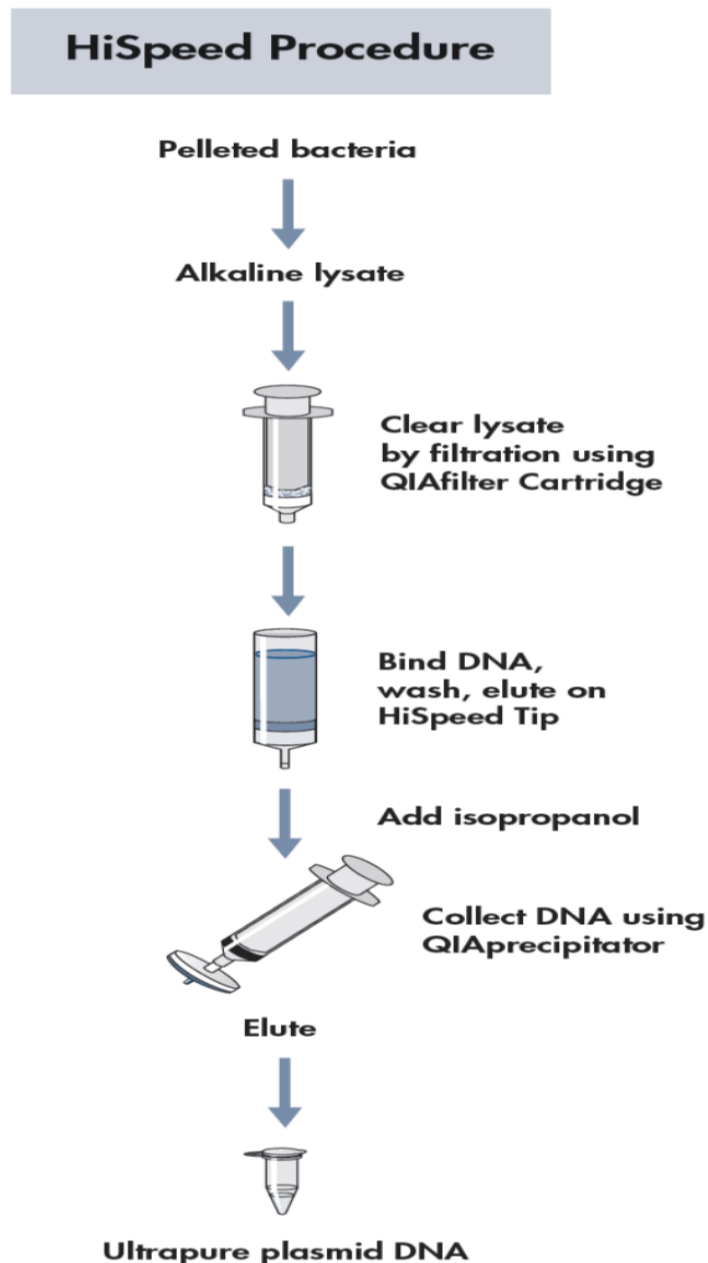 HiSpeed Procedure
Pelleted bacteria
Alkaline lysate
Clear lysate
by filtration using
QIAfilter Cartridge
Bind DNA,
wash, elute on
HiSpeed Tip
Add isopropanol
Collect DNA using
QIAprecipitator
Elute
Ultrapure plasmid DNA